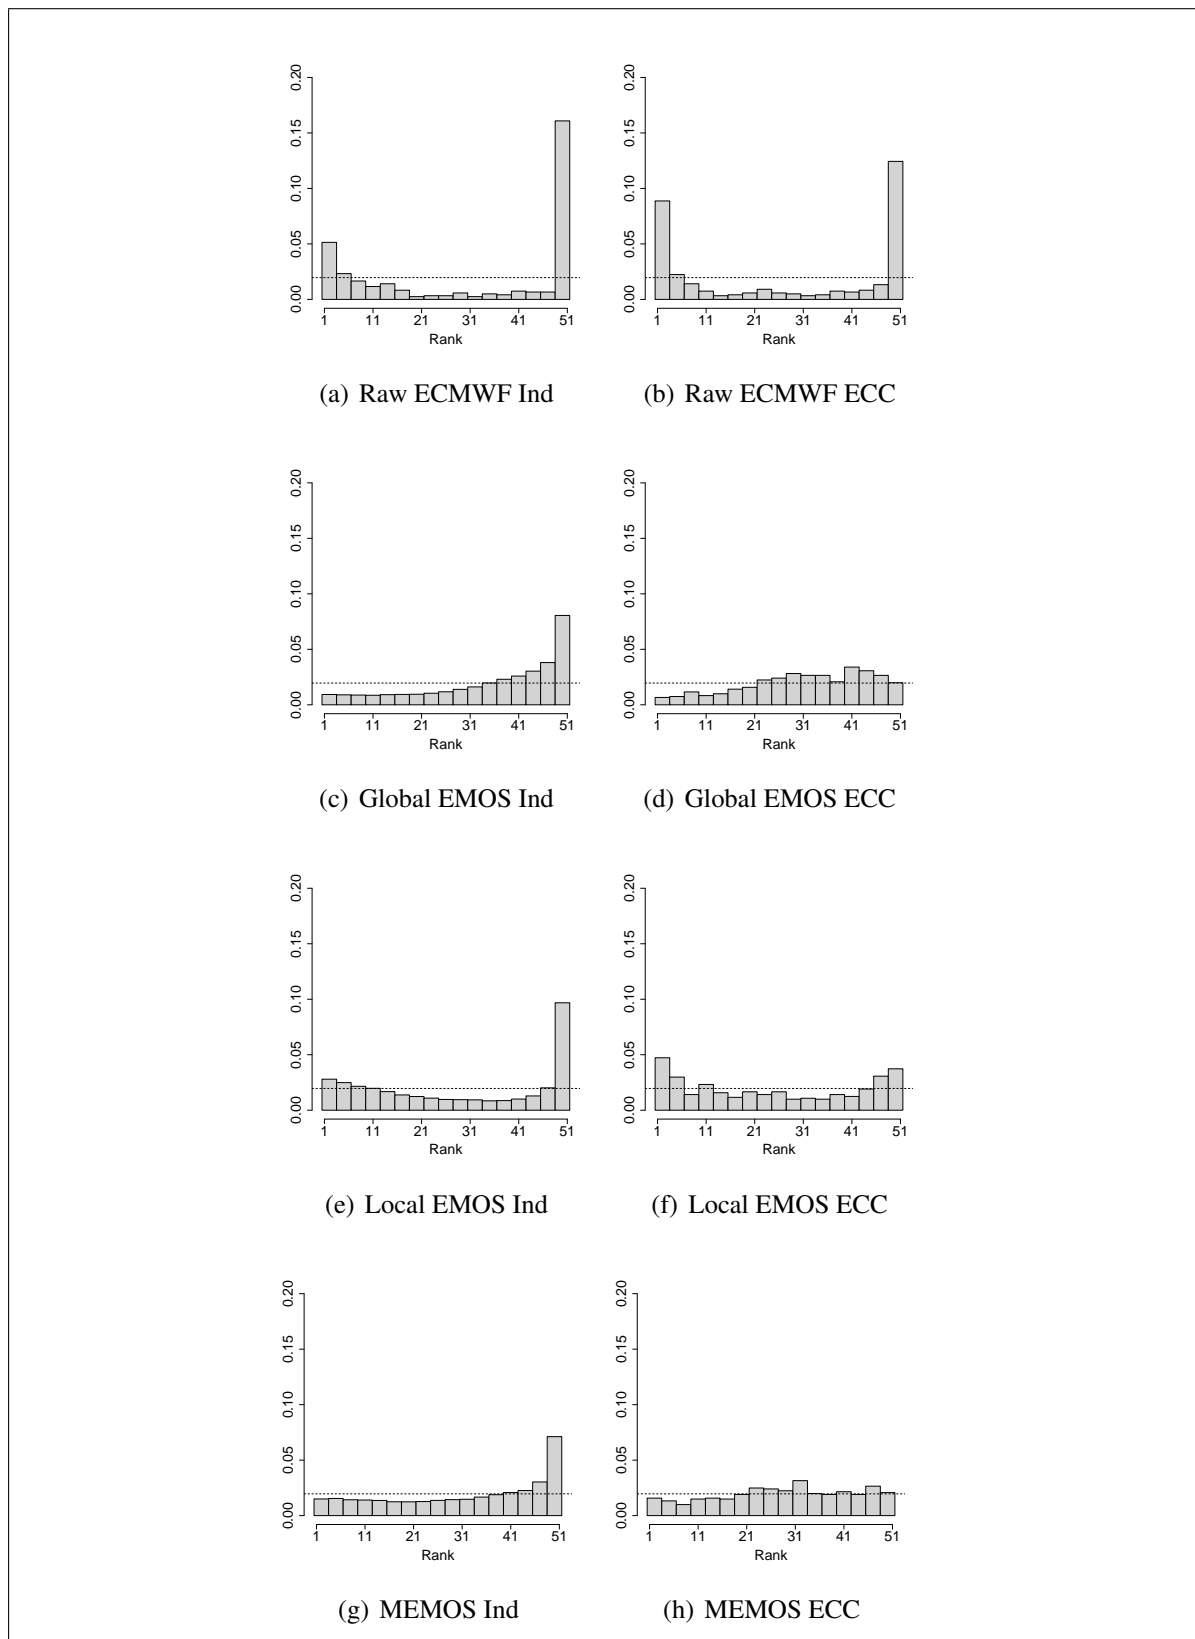 0.00 0.05 0.10 0.15 0.20
1 11 21 31 41 51
Rank
0.00 0.05 0.10 0.15 0.20
1 11 21 31 41 51
Rank
(a) Raw ECMWF Ind
(b) Raw ECMWF ECC
0.00 0.05 0.10 0.15 0.20
1 11 21 31 41 51
Rank
0.00 0.05 0.10 0.15 0.20
1 11 21 31 41 51
Rank
(c) Global EMOS Ind
(d) Global EMOS ECC
0.00 0.05 0.10 0.15 0.20
1 11 21 31 41 51
Rank
0.00 0.05 0.10 0.15 0.20
1 11 21 31 41 51
Rank
(e) Local EMOS Ind
(f) Local EMOS ECC
0.00 0.05 0.10 0.15 0.20
1 11 21 31 41 51
Rank
0.00 0.05 0.10 0.15 0.20
1 11 21 31 41 51
Rank
(g) MEMOS Ind
(h) MEMOS ECC